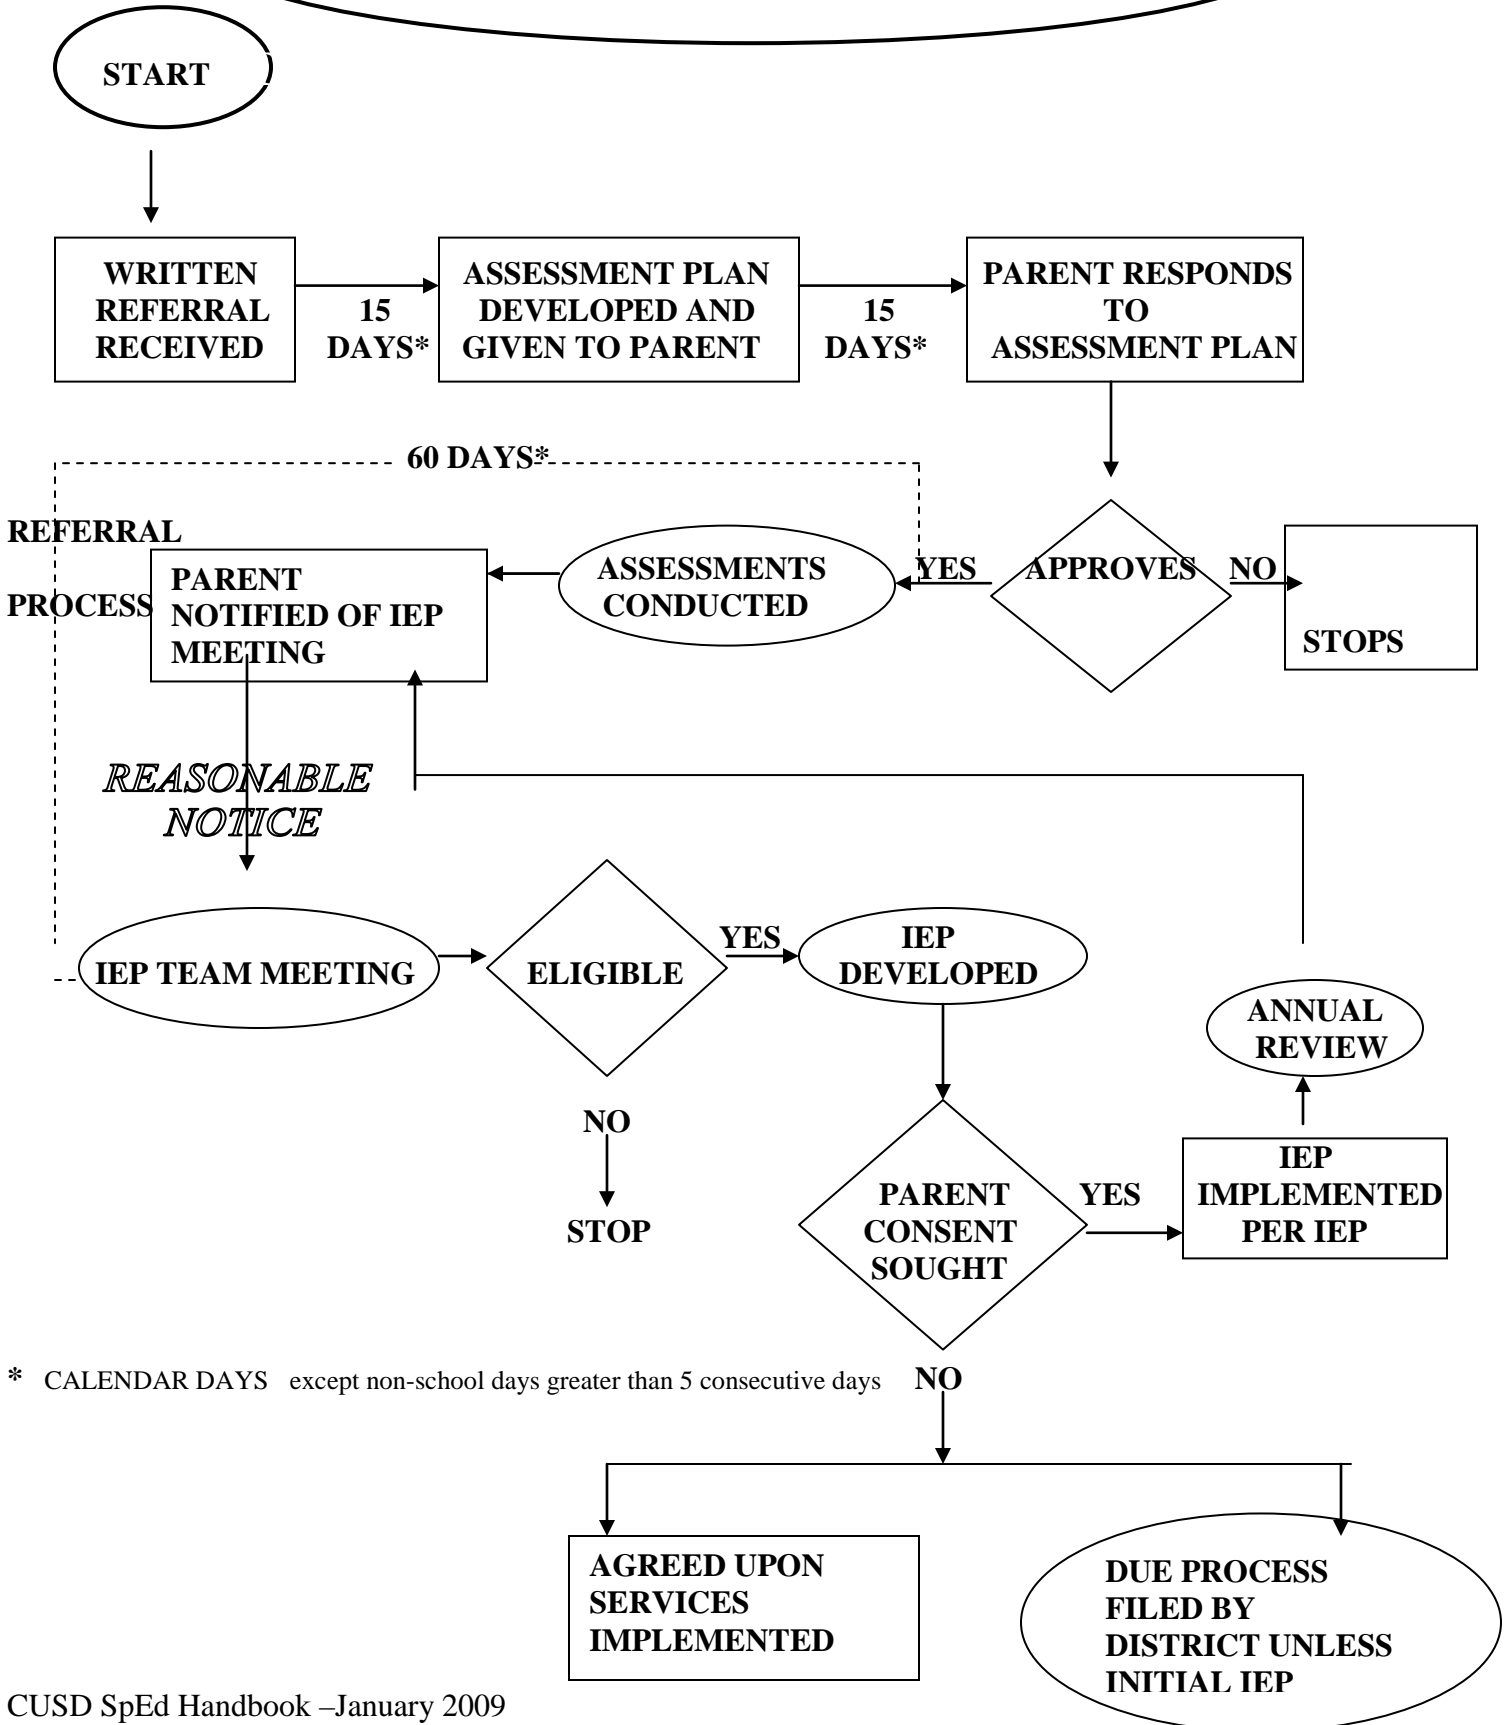 START
WRITTEN
REFERRAL
RECEIVED
15
DAYS*
ASSESSMENT PLAN
DEVELOPED AND
GIVEN TO PARENT
15
DAYS*
PARENT RESPONDS
TO
ASSESSMENT PLAN
60 DAYS*
REFERRAL
PROCESS
PARENT
NOTIFIED OF IEP
MEETING
ASSESSMENTS
CONDUCTED
YES
APPROVES
NO
STOPS
REASONABLE
NOTICE
IEP TEAM MEETING
ELIGIBLE
YES
IEP
DEVELOPED
ANNUAL
REVIEW
NO
STOP
PARENT
CONSENT
SOUGHT
YES
IEP
IMPLEMENTED
PER IEP
* CALENDAR DAYS except non-school days greater than 5 consecutive days
NO
AGREED UPON
SERVICES
IMPLEMENTED
DUE PROCESS
FILED BY
DISTRICT UNLESS
INITIAL IEP
CUSD SpEd Handbook –January 2009